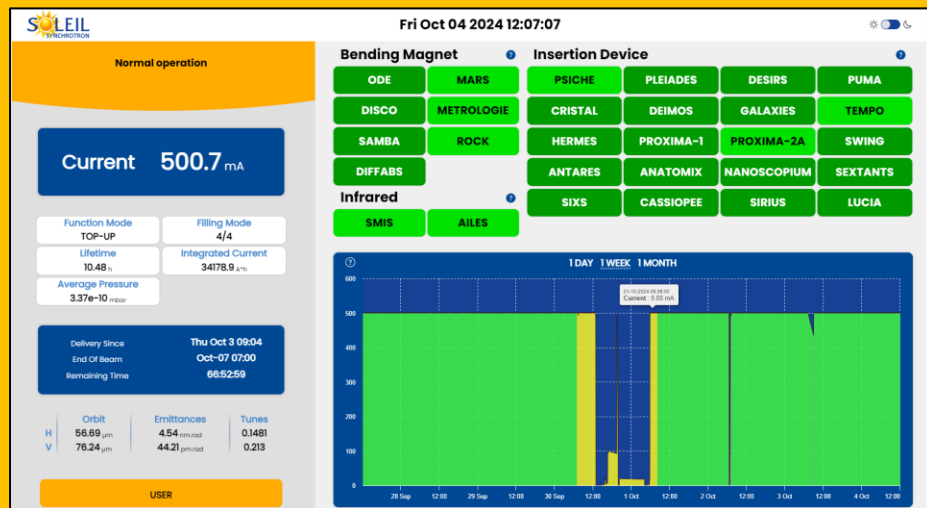 SOLEIL
SYNCHROTRON
Fri Oct 04 2024 12:07:07
Normal operation
Current 500.7 mA
Function Mode
TOP-UP
Filling Mode
4/4
Lifetime
10.48 h
Integrated Current
34178.9 A*h
Average Pressure
3.37e-10 mbar
Delivery Since Thu Oct 3 09:04
End Of Beam Oct-07 07:00
Remaining Time 66:52:59
Orbit Emittances Tunes
H 56.69 μm 4.54 nm.rad 0.1481
V 76.24 μm 44.21 pm.rad 0.213
USER
Bending Magnet ?
ODE MARS
DISCO METROLOGIE
SAMBA ROCK
DIFFABS
Infrared ?
SMIS AILES
Insertion Device ?
PSICHE PLEIADES DESIRS PUMA
CRISTAL DEIMOS GALAXIES TEMPO
HERMES PROXIMA-1 PROXIMA-2A SWING
ANTARES ANATOMIX NANOSCOPIUM SEXTANTS
SIXS CASSIOPEE SIRIUS LUCIA
? 1 DAY 1 WEEK 1 MONTH
600
01-10-2024 05:59:00
Current : 0.00 mA
500
400
300
200
100
0
28 Sep 12:00 29 Sep 12:00 30 Sep 12:00 1 Oct 12:00 2 Oct 12:00 3 Oct 12:00 4 Oct 12:00